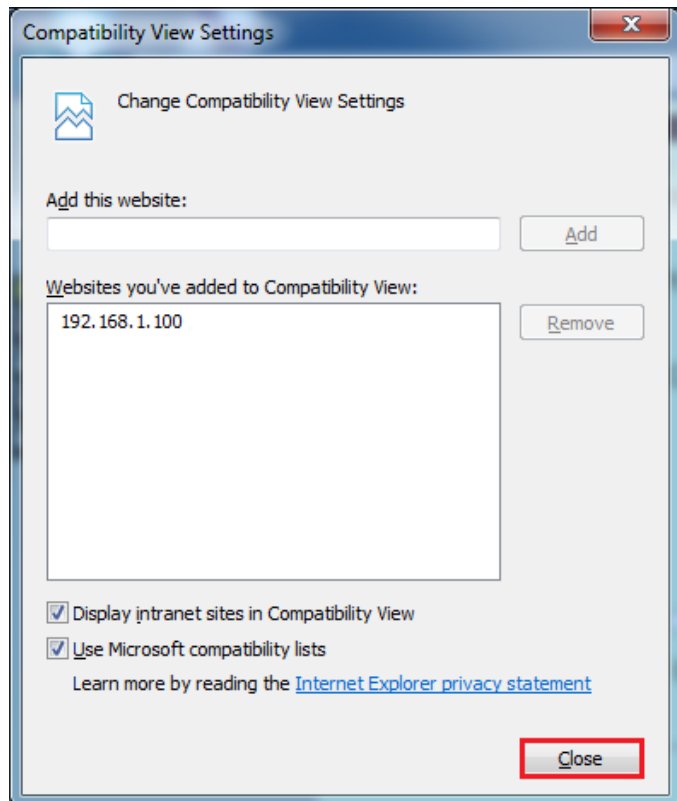 Compatibility View Settings
Change Compatibility View Settings
Add this website:
Add
Websites you've added to Compatibility View:
192.168.1.100
Remove
Display intranet sites in Compatibility View
Use Microsoft compatibility lists
Learn more by reading the Internet Explorer privacy statement
Close